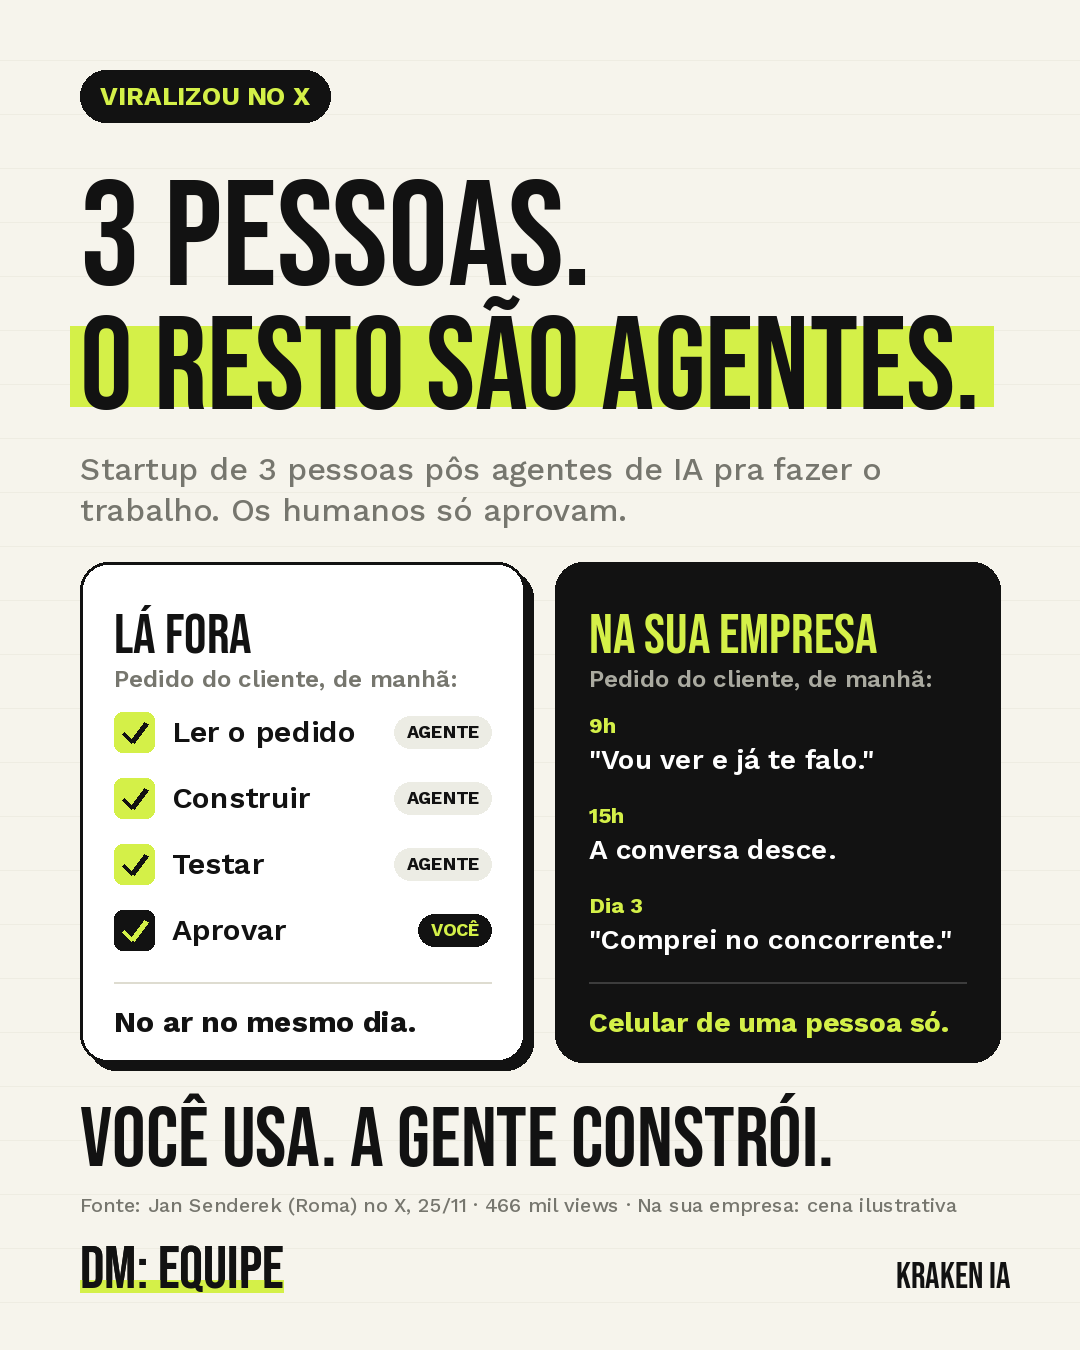 VIRALIZOU NO X
3 PESSOAS.
O RESTO SÃO AGENTES.
Startup de 3 pessoas pôs agentes de IA pra fazer o
trabalho. Os humanos só aprovam.
LÁ FORA
Pedido do cliente, de manhã:
Ler o pedido AGENTE
Construir AGENTE
Testar AGENTE
Aprovar VOCÊ
No ar no mesmo dia.
NA SUA EMPRESA
Pedido do cliente, de manhã:
9h
"Vou ver e já te falo."
15h
A conversa desce.
Dia 3
"Comprei no concorrente."
Celular de uma pessoa só.
VOCÊ USA. A GENTE CONSTRÓI.
Fonte: Jan Senderek (Roma) no X, 25/11 · 466 mil views · Na sua empresa: cena ilustrativa
DM: EQUIPE
KRAKEN IA